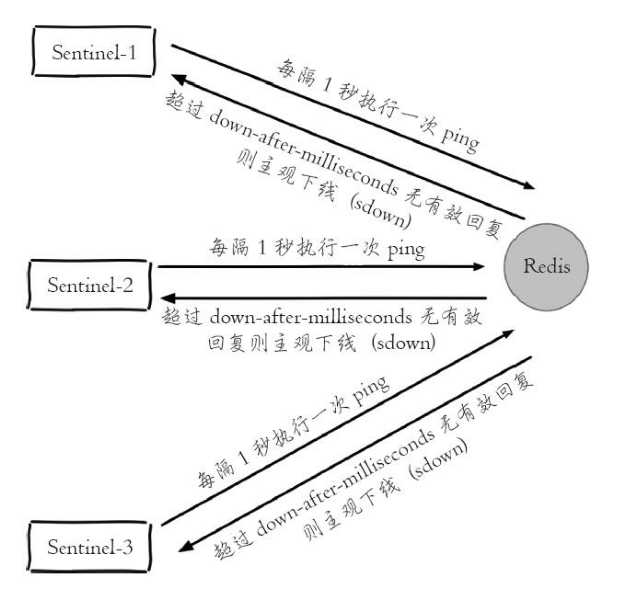 Sentinel-1
每隔 1 秒执行一次 ping
超过 down-after-milliseconds 无有效回复
则主观下线 (sdown)
Redis
每隔 1 秒执行一次 ping
Sentinel-2
超过 down-after-milliseconds 无有效
回复则主观下线 (sdown)
每隔 1 秒执行一次 ping
超过 down-after-milliseconds 无有效回复
则主观下线 (sdown)
Sentinel-3